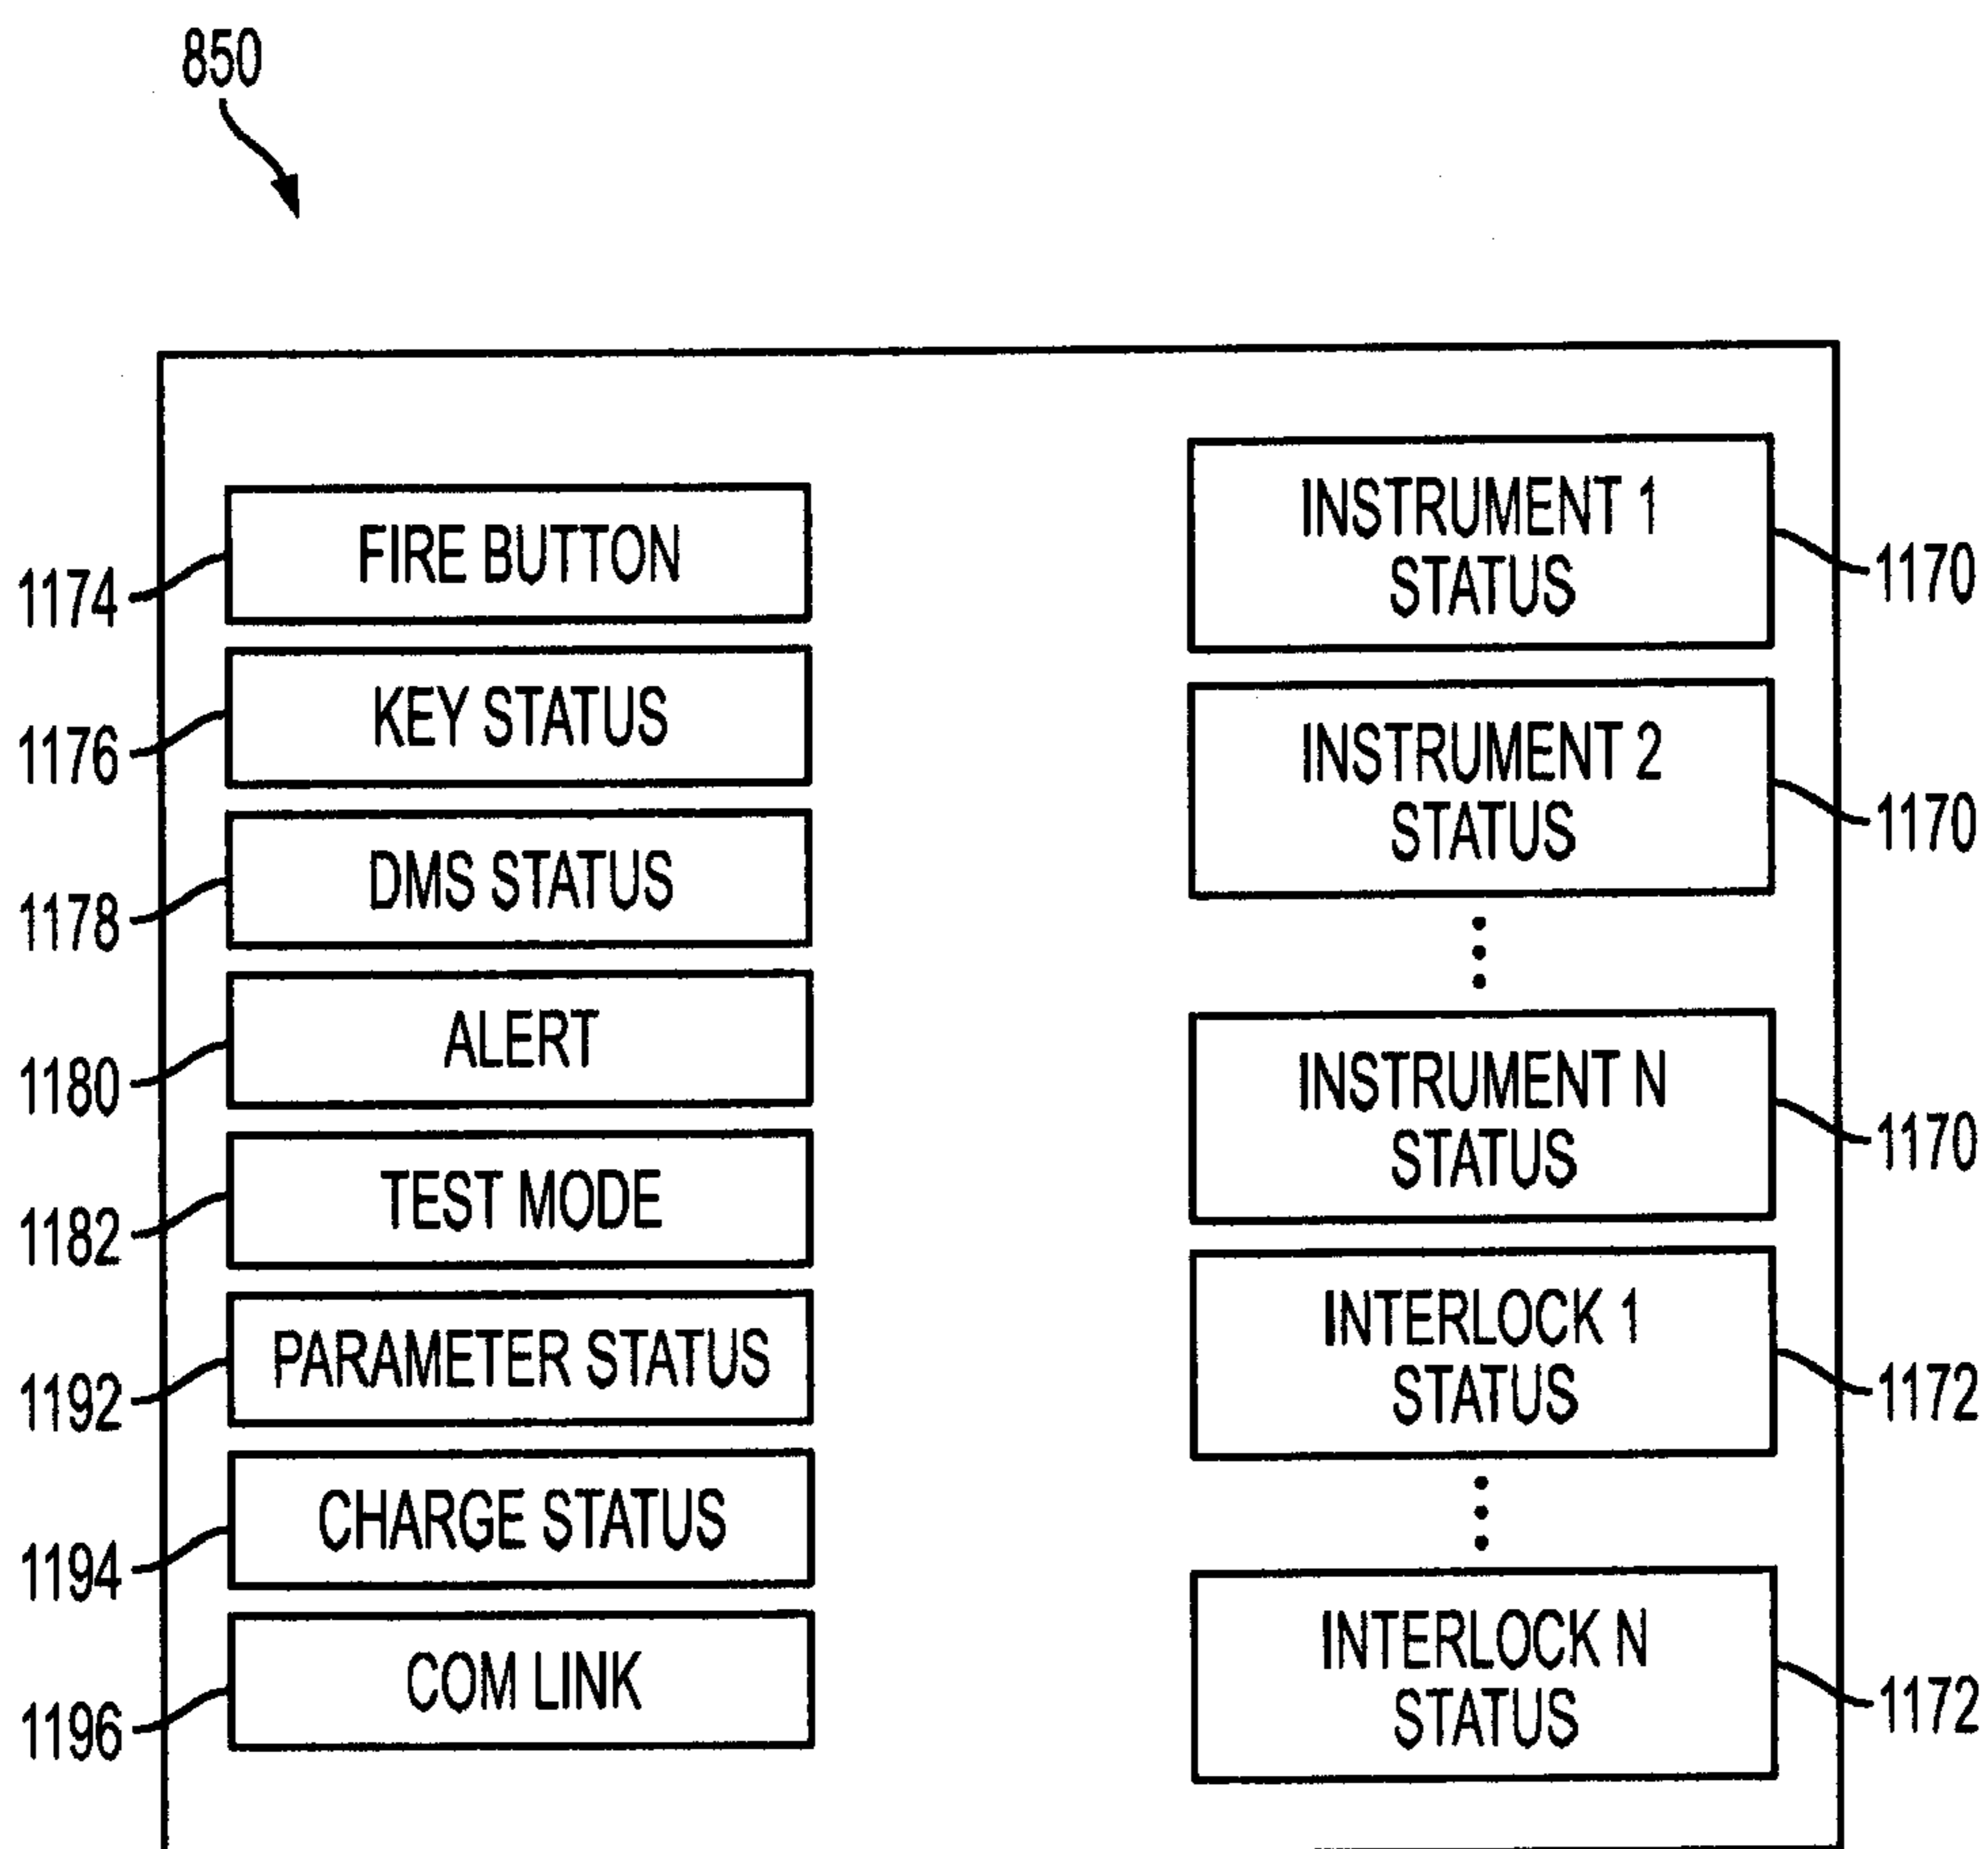 850
FIRE BUTTON
1174
KEY STATUS
1176
DMS STATUS
1178
ALERT
1180
TEST MODE
1182
PARAMETER STATUS
1192
CHARGE STATUS
1194
COM LINK
1196
INSTRUMENT 1
STATUS
1170
INSTRUMENT 2
STATUS
1170
INSTRUMENT N
STATUS
1170
INTERLOCK 1
STATUS
1172
INTERLOCK N
STATUS
1172